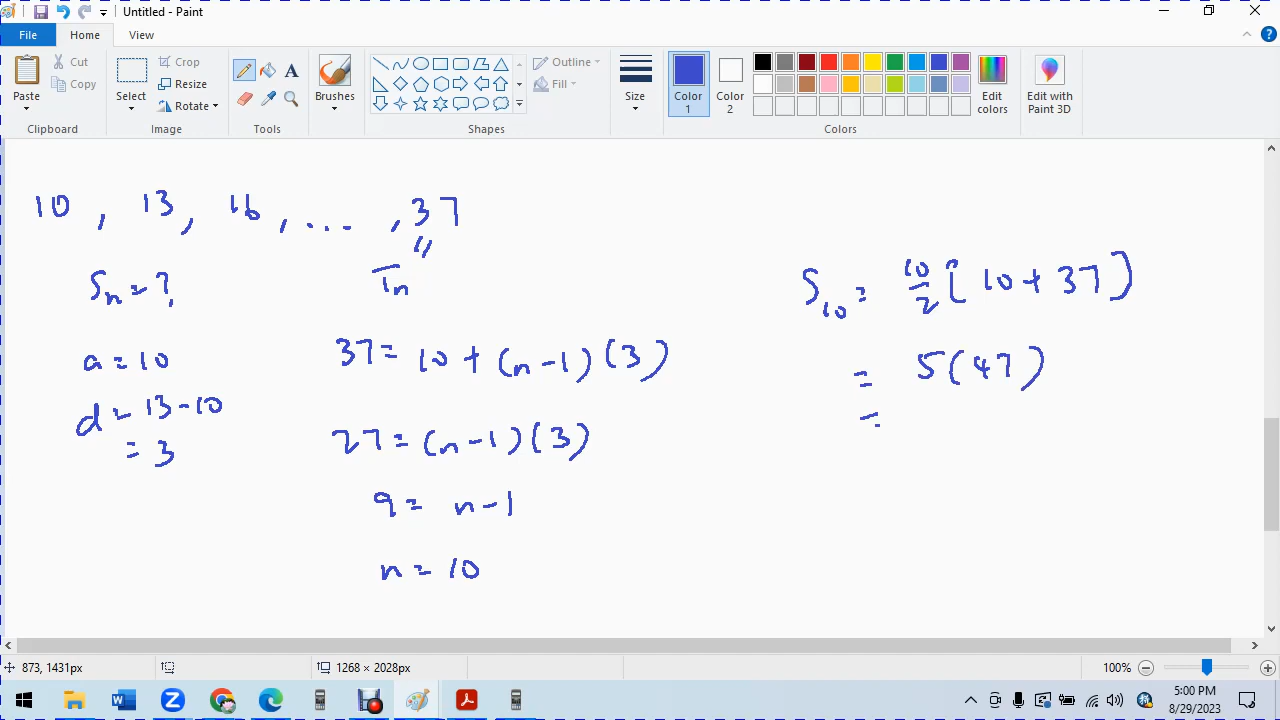 Untitled - Paint
File Home View
Paste
Cut
Copy
Clipboard
Select
Crop
Resize
Rotate
Image
Tools
Brushes
Shapes
Outline
Fill
Size
Color 1
Color 2
Edit colors
Colors
Edit with Paint 3D
10 , 13 , 16 , ... , 37
"
Sn = ?
Tn
a = 10
d = 13 - 10
= 3
37 = 10 + (n - 1)(3)
27 = (n - 1)(3)
9 = n - 1
n = 10
S10 = 10/2 [10 + 37]
= 5(47)
=
873, 1431px
1268 × 2028px
100%
5:00 PM
8/29/2023